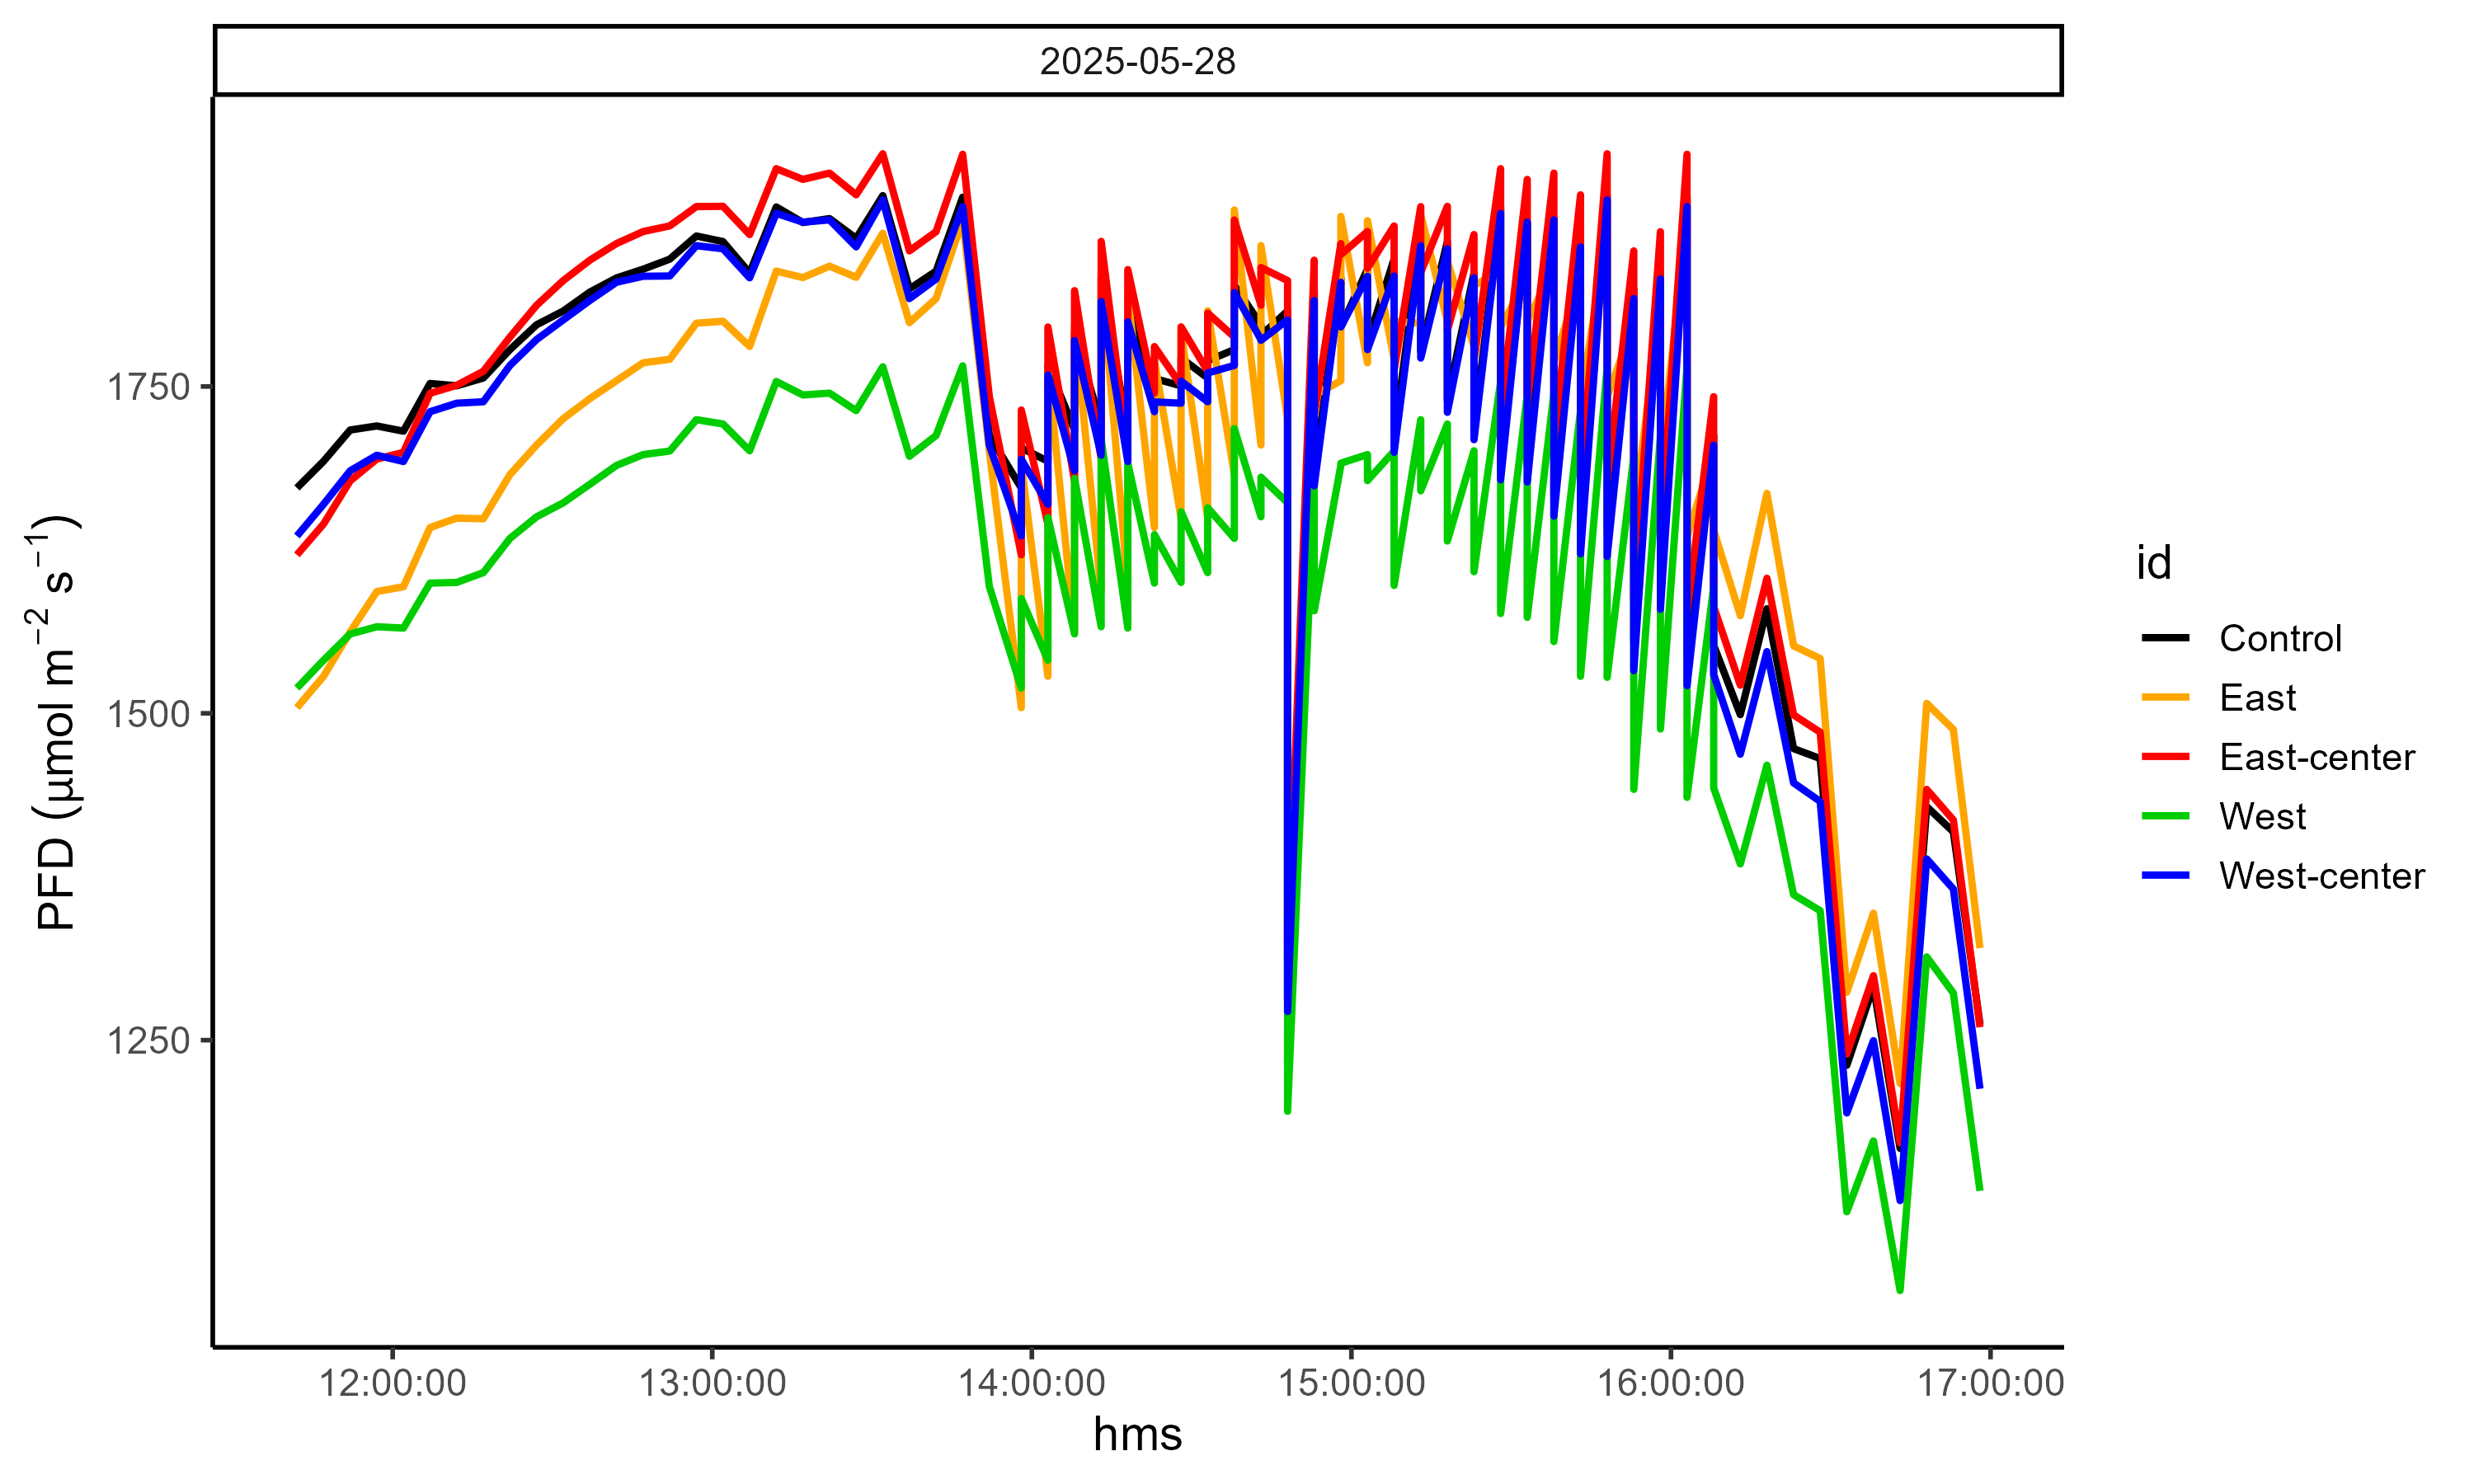 2025-05-28
PFD (µmol m⁻² s⁻¹)
1750
1500
1250
12:00:00 13:00:00 14:00:00 15:00:00 16:00:00 17:00:00
hms
id
Control
East
East-center
West
West-center